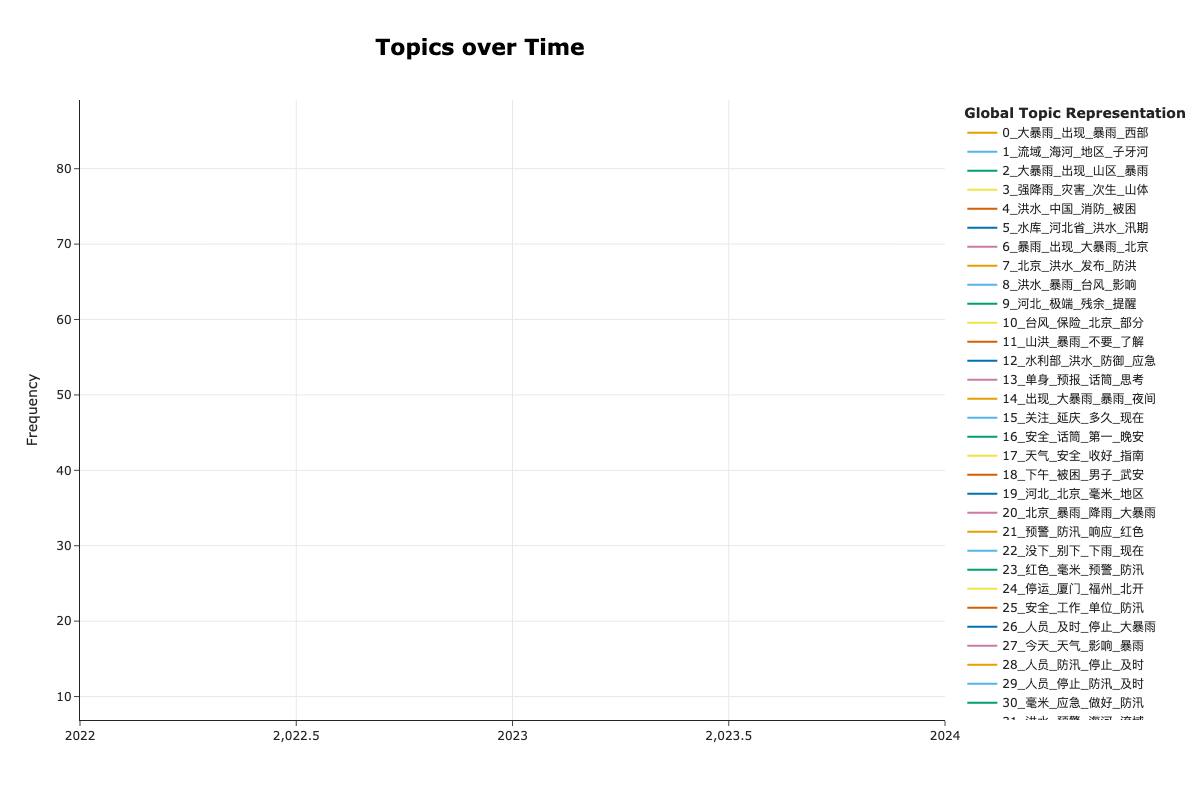 Topics over Time
Global Topic Representation
0_大暴雨_出现_暴雨_西部
1_流域_海河_地区_子牙河
2_大暴雨_出现_山区_暴雨
3_强降雨_灾害_次生_山体
4_洪水_中国_消防_被困
5_水库_河北省_洪水_汛期
6_暴雨_出现_大暴雨_北京
7_北京_洪水_发布_防洪
8_洪水_暴雨_台风_影响
9_河北_极端_残余_提醒
10_台风_保险_北京_部分
11_山洪_暴雨_不要_了解
12_水利部_洪水_防御_应急
13_单身_预报_话筒_思考
14_出现_大暴雨_暴雨_夜间
15_关注_延庆_多久_现在
16_安全_话筒_第一_晚安
17_天气_安全_收好_指南
18_下午_被困_男子_武安
19_河北_北京_毫米_地区
20_北京_暴雨_降雨_大暴雨
21_预警_防汛_响应_红色
22_没下_别下_下雨_现在
23_红色_毫米_预警_防汛
24_停运_厦门_福州_北开
25_安全_工作_单位_防汛
26_人员_及时_停止_大暴雨
27_今天_天气_影响_暴雨
28_人员_防汛_停止_及时
29_人员_停止_防汛_及时
30_毫米_应急_做好_防汛
Frequency
80
70
60
50
40
30
20
10
2022
2,022.5
2023
2,023.5
2024